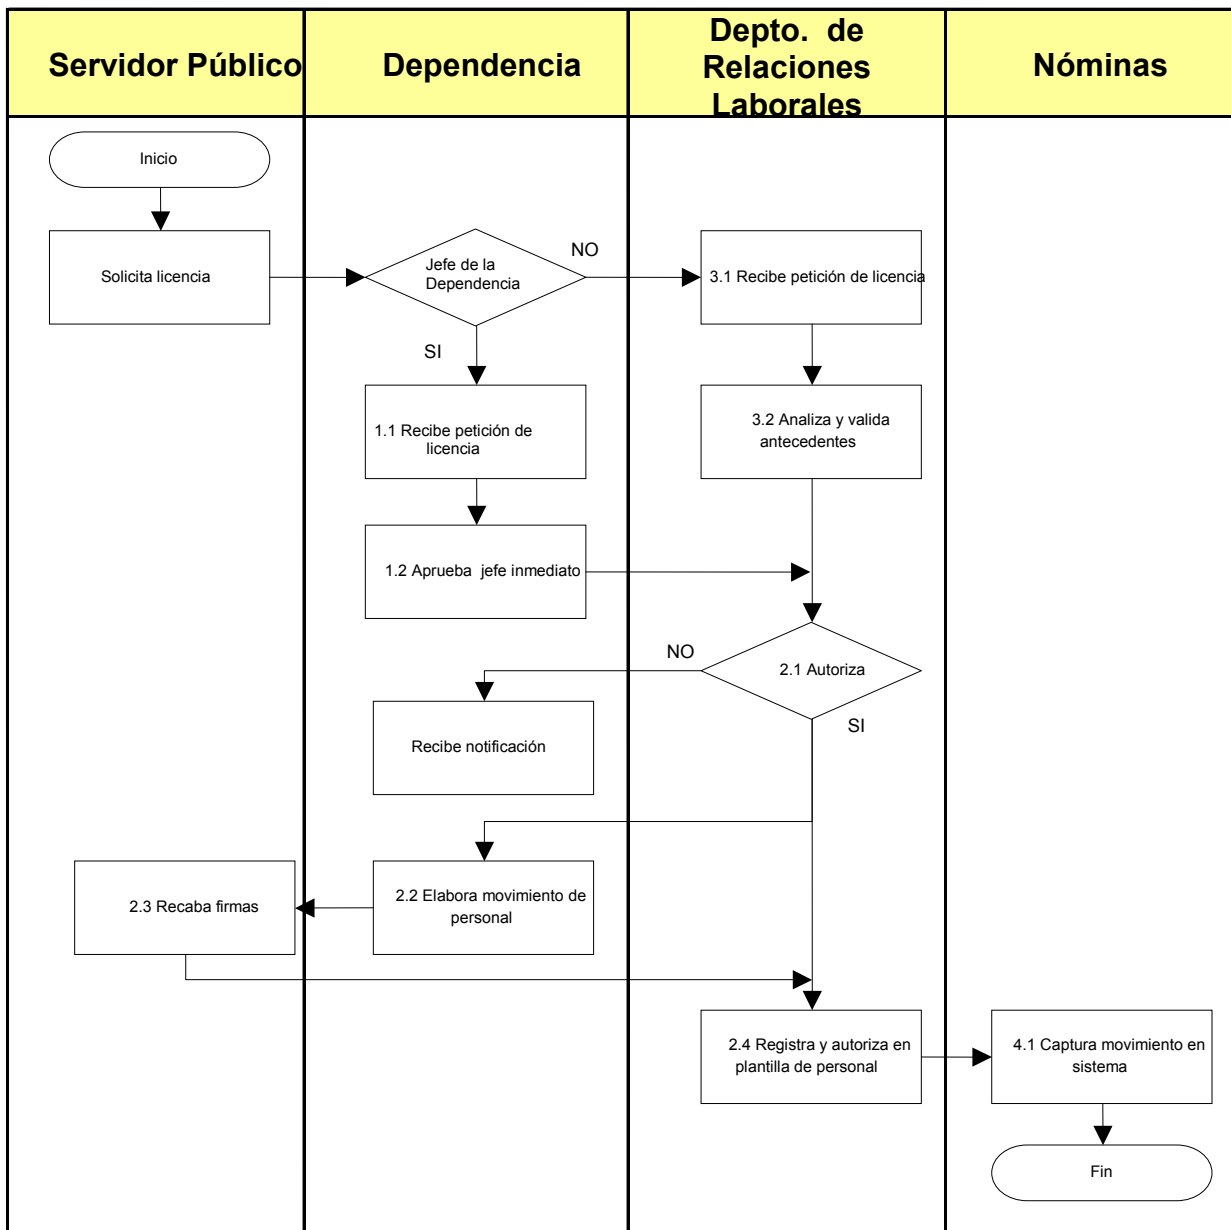 Servidor Público
Dependencia
Depto. de
Relaciones
Laborales
Nóminas
Inicio
Solicita licencia
Jefe de la
Dependencia
NO
3.1 Recibe petición de licencia
SI
1.1 Recibe petición de
licencia
3.2 Analiza y valida
antecedentes
1.2 Aprueba jefe inmediato
NO
2.1 Autoriza
SI
Recibe notificación
2.3 Recaba firmas
2.2 Elabora movimiento de
personal
2.4 Registra y autoriza en
plantilla de personal
4.1 Captura movimiento en
sistema
Fin